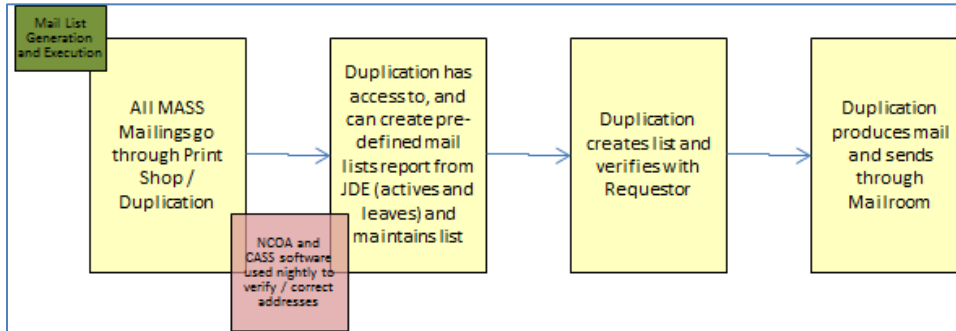 Mail List
Generation
and Execution
All MASS
Mailings go
through Print
Shop /
Duplication
NCOA and
CASS software
used nightly to
verify / correct
addresses
Duplication has
access to, and
can create pre-
defined mail
lists report from
JDE (actives and
leaves) and
maintains list
Duplication
creates list and
verifies with
Requestor
Duplication
produces mail
and sends
through
Mailroom